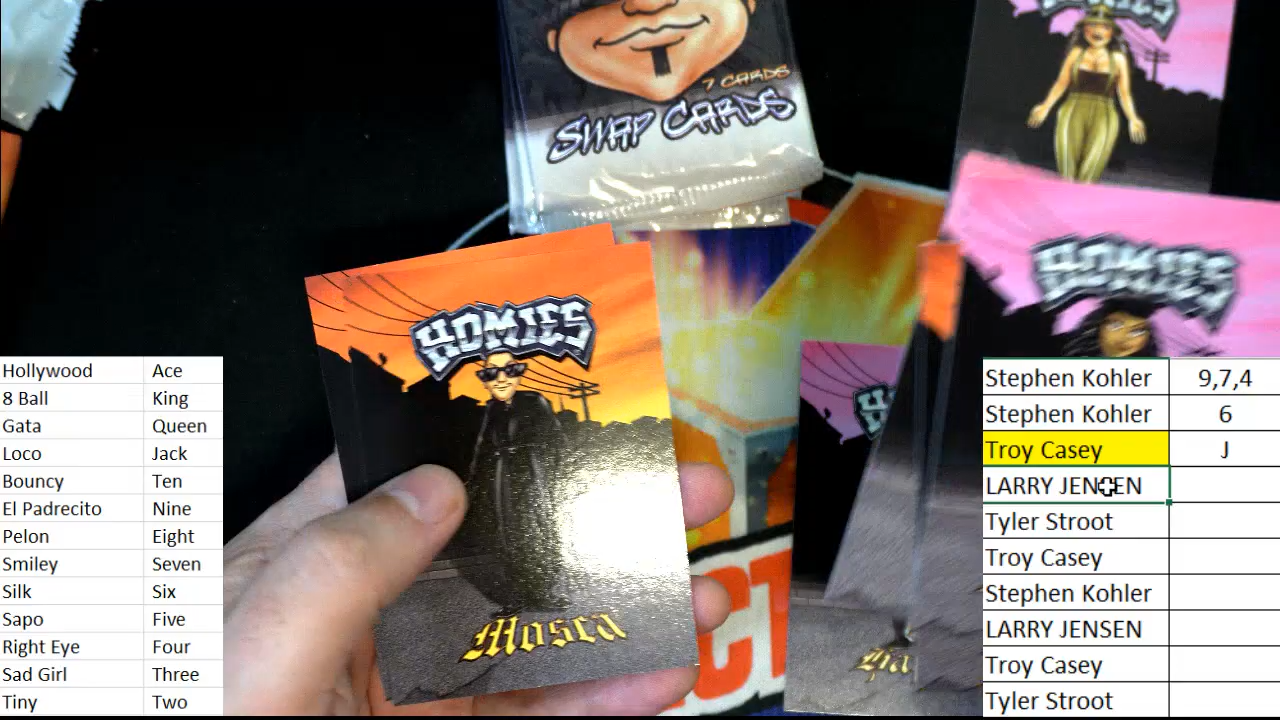 HOMIES
7 CARDS
SWAP CARDS
HOMIES
HOMIES
Mosca
Hollywood Ace
8 Ball King
Gata Queen
Loco Jack
Bouncy Ten
El Padrecito Nine
Pelon Eight
Smiley Seven
Silk Six
Sapo Five
Right Eye Four
Sad Girl Three
Tiny Two
Stephen Kohler 9,7,4
Stephen Kohler 6
Troy Casey J
LARRY JENSEN
Tyler Stroot
Troy Casey
Stephen Kohler
LARRY JENSEN
Troy Casey
Tyler Stroot